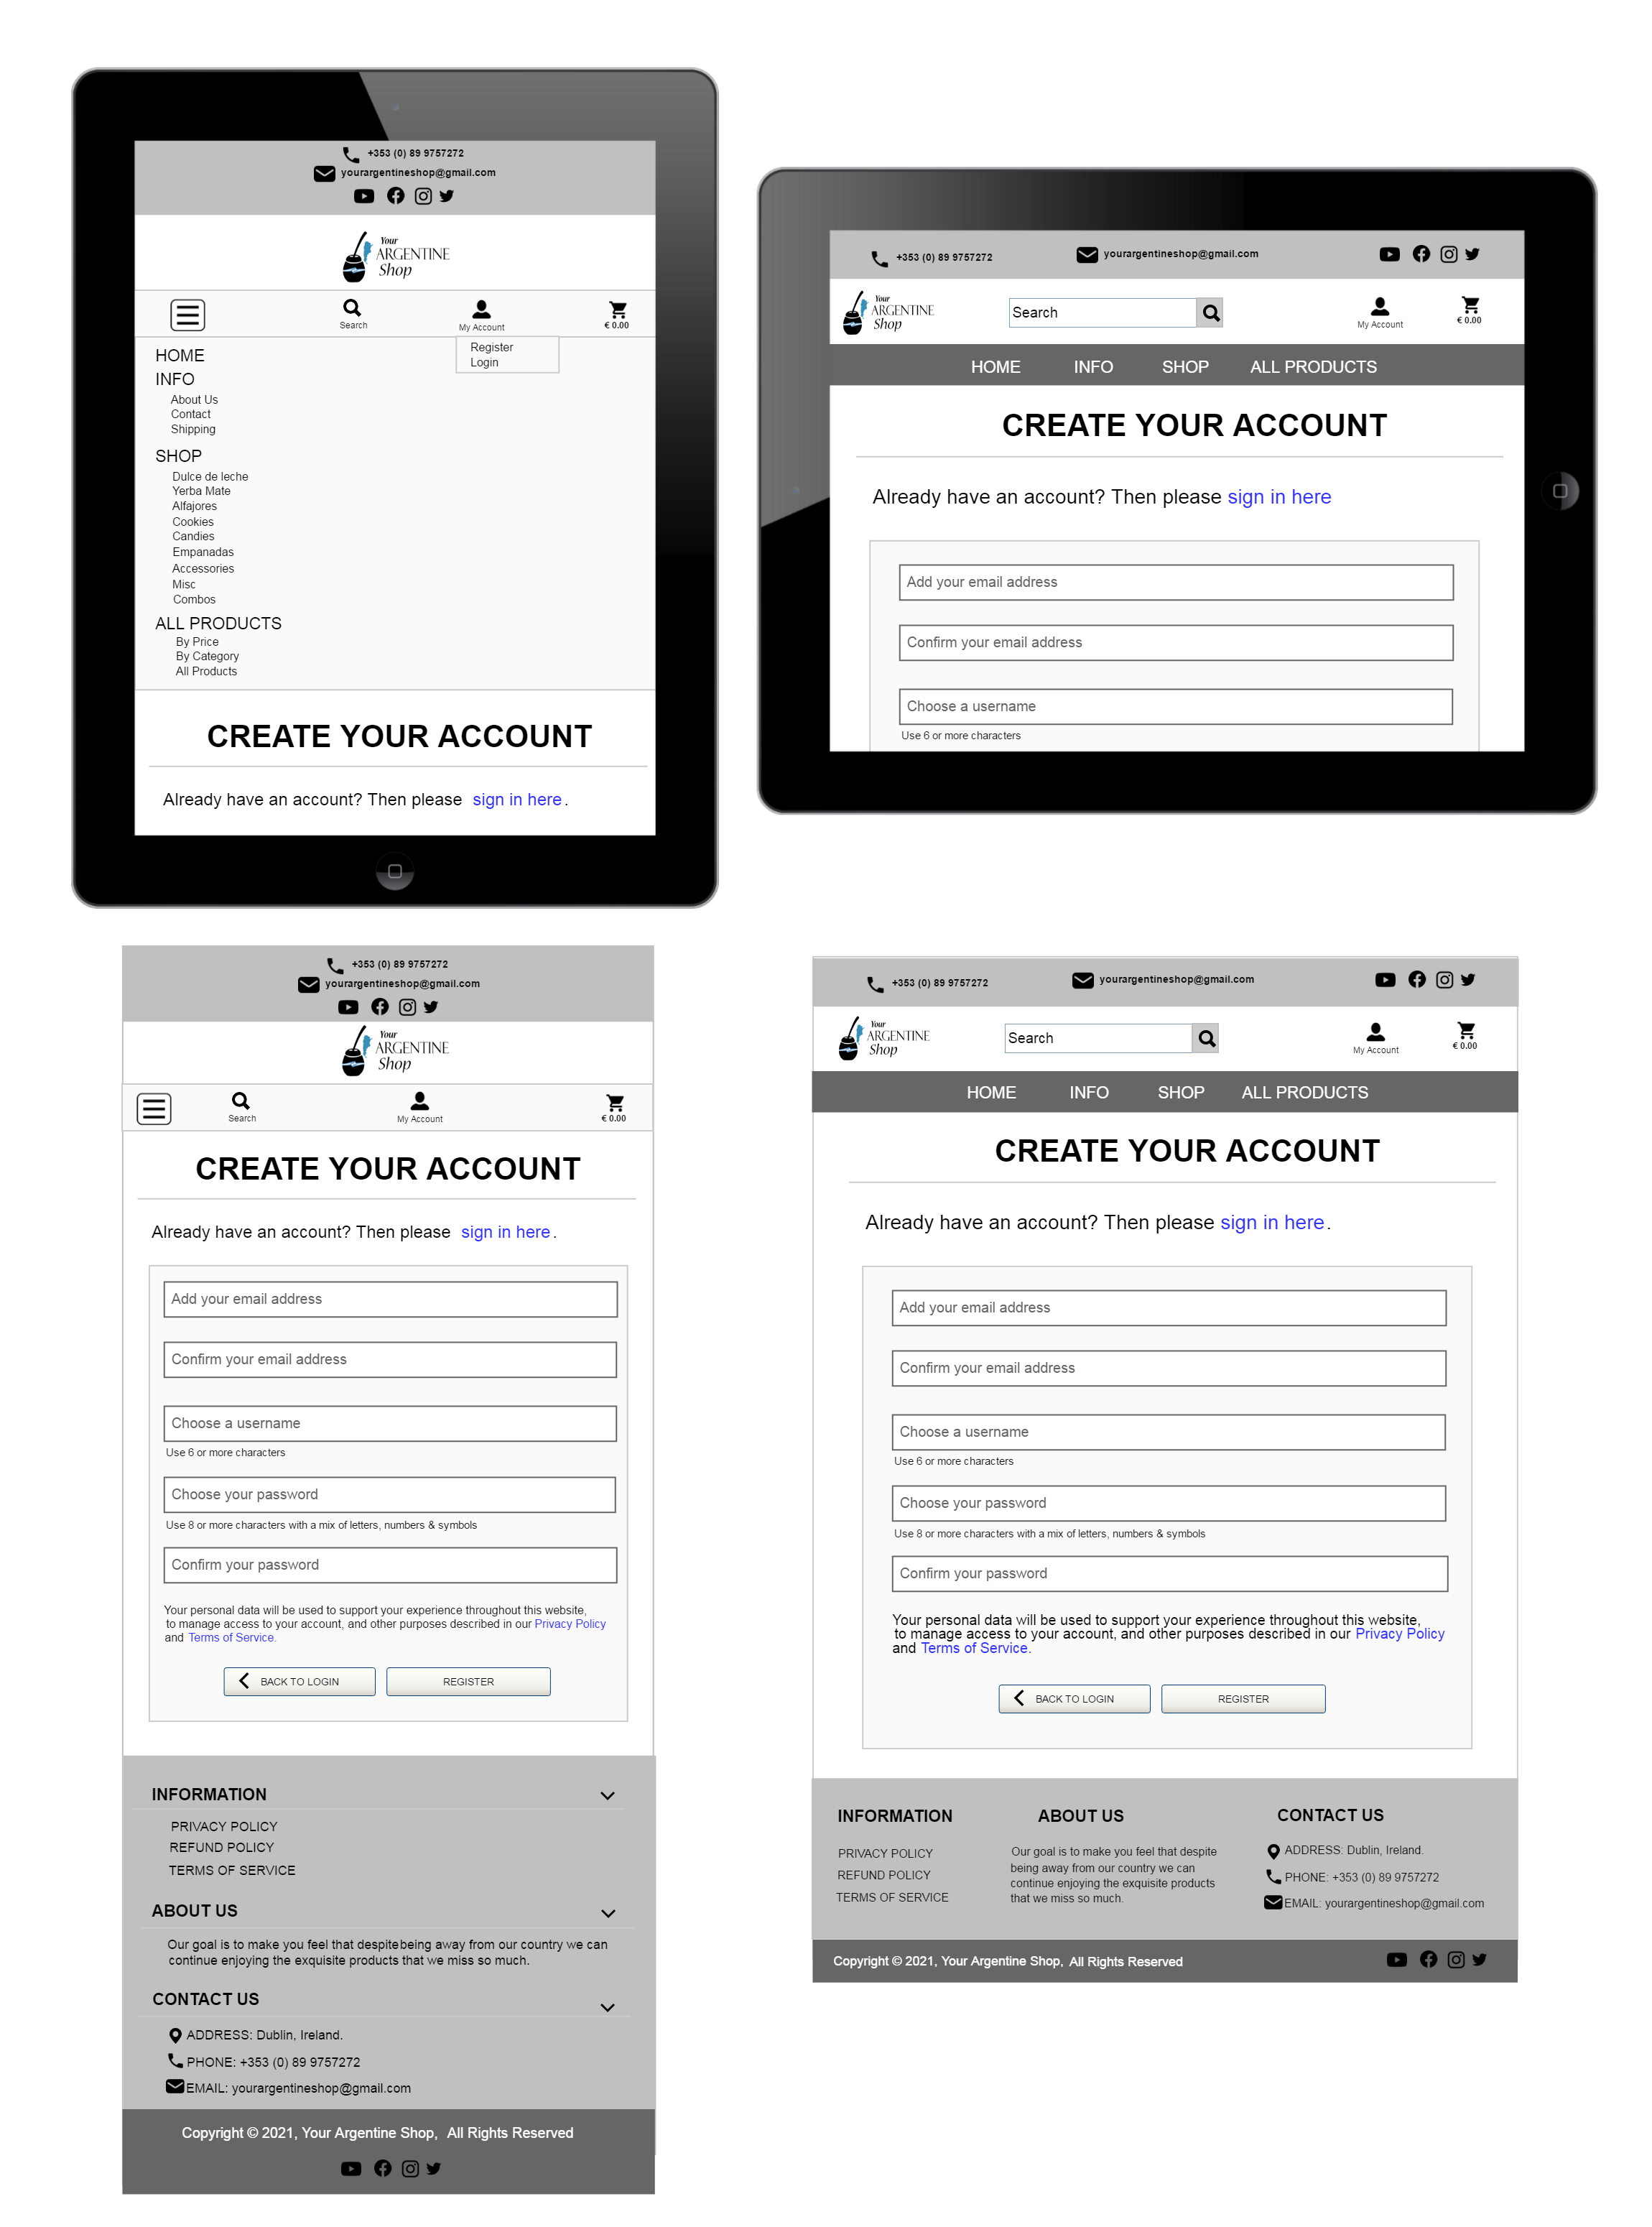 +353 (0) 89 9757272
yourargentineshop@gmail.com
Your
ARGENTINE
Shop
Search
My Account
€ 0.00
Register
Login
HOME
INFO
About Us
Contact
Shipping
SHOP
Dulce de leche
Yerba Mate
Alfajores
Cookies
Candies
Empanadas
Accessories
Misc
Combos
ALL PRODUCTS
By Price
By Category
All Products
CREATE YOUR ACCOUNT
Already have an account? Then please sign in here.
+353 (0) 89 9757272 yourargentineshop@gmail.com
Your
ARGENTINE
Shop
Search
My Account
€ 0.00
HOME INFO SHOP ALL PRODUCTS
CREATE YOUR ACCOUNT
Already have an account? Then please sign in here
Add your email address
Confirm your email address
Choose a username
Use 6 or more characters
+353 (0) 89 9757272
yourargentineshop@gmail.com
Your
ARGENTINE
Shop
Search
My Account
€ 0.00
CREATE YOUR ACCOUNT
Already have an account? Then please sign in here.
Add your email address
Confirm your email address
Choose a username
Use 6 or more characters
Choose your password
Use 8 or more characters with a mix of letters, numbers & symbols
Confirm your password
Your personal data will be used to support your experience throughout this website,
to manage access to your account, and other purposes described in our Privacy Policy
and Terms of Service.
BACK TO LOGIN REGISTER
INFORMATION
PRIVACY POLICY
REFUND POLICY
TERMS OF SERVICE
ABOUT US
Our goal is to make you feel that despitebeing away from our country we can
continue enjoying the exquisite products that we miss so much.
CONTACT US
ADDRESS: Dublin, Ireland.
PHONE: +353 (0) 89 9757272
EMAIL: yourargentineshop@gmail.com
Copyright © 2021, Your Argentine Shop, All Rights Reserved
+353 (0) 89 9757272 yourargentineshop@gmail.com
Your
ARGENTINE
Shop
Search
My Account
€ 0.00
HOME INFO SHOP ALL PRODUCTS
CREATE YOUR ACCOUNT
Already have an account? Then please sign in here.
Add your email address
Confirm your email address
Choose a username
Use 6 or more characters
Choose your password
Use 8 or more characters with a mix of letters, numbers & symbols
Confirm your password
Your personal data will be used to support your experience throughout this website,
to manage access to your account, and other purposes described in our Privacy Policy
and Terms of Service.
BACK TO LOGIN REGISTER
INFORMATION
PRIVACY POLICY
REFUND POLICY
TERMS OF SERVICE
ABOUT US
Our goal is to make you feel that despite
being away from our country we can
continue enjoying the exquisite products
that we miss so much.
CONTACT US
ADDRESS: Dublin, Ireland.
PHONE: +353 (0) 89 9757272
EMAIL: yourargentineshop@gmail.com
Copyright © 2021, Your Argentine Shop, All Rights Reserved